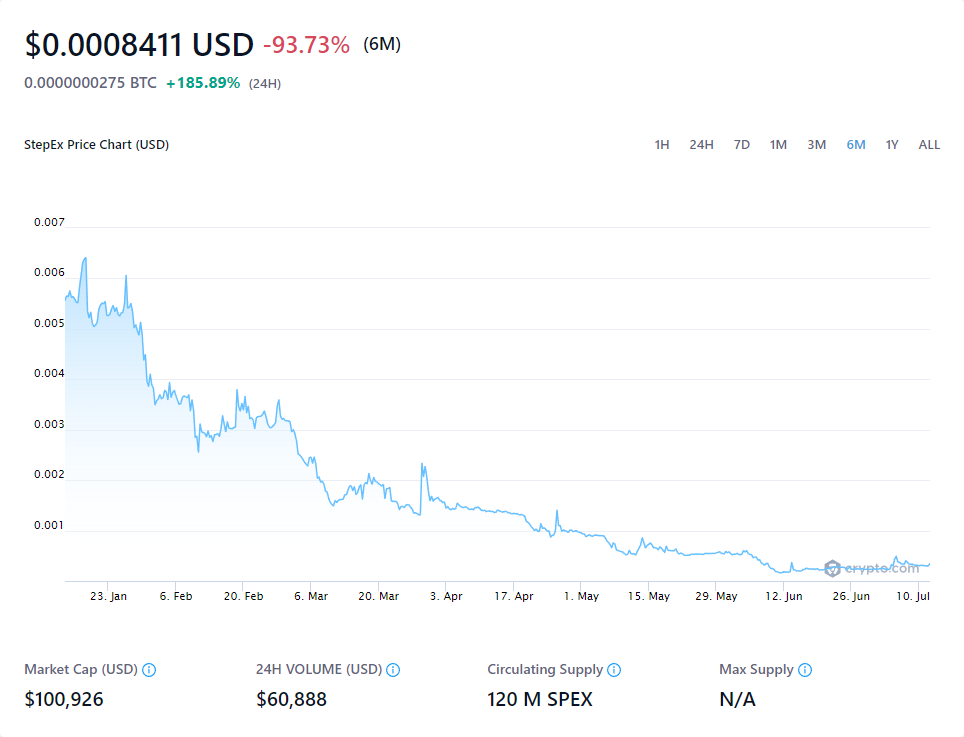 $0.0008411 USD -93.73% (6M)
0.0000000275 BTC +185.89% (24H)
StepEx Price Chart (USD) 1H 24H 7D 1M 3M 6M 1Y ALL
0.007
0.006
0.005
0.004
0.003
0.002
0.001
crypto.com
23. Jan 6. Feb 20. Feb 6. Mar 20. Mar 3. Apr 17. Apr 1. May 15. May 29. May 12. Jun 26. Jun 10. Jul
Market Cap (USD) 24H VOLUME (USD) Circulating Supply Max Supply
$100,926 $60,888 120 M SPEX N/A